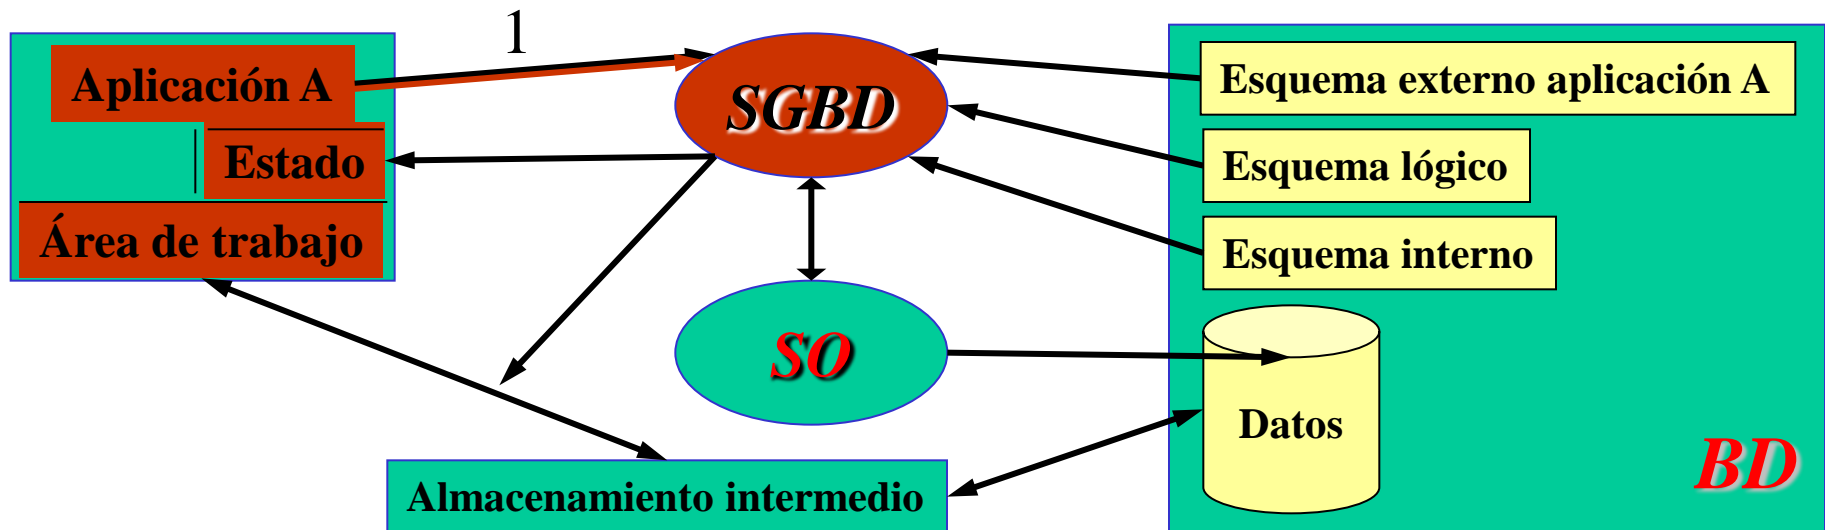 1
Aplicación A
Estado
Área de trabajo
SGBD
SO
Almacenamiento intermedio
Esquema externo aplicación A
Esquema lógico
Esquema interno
Datos
BD